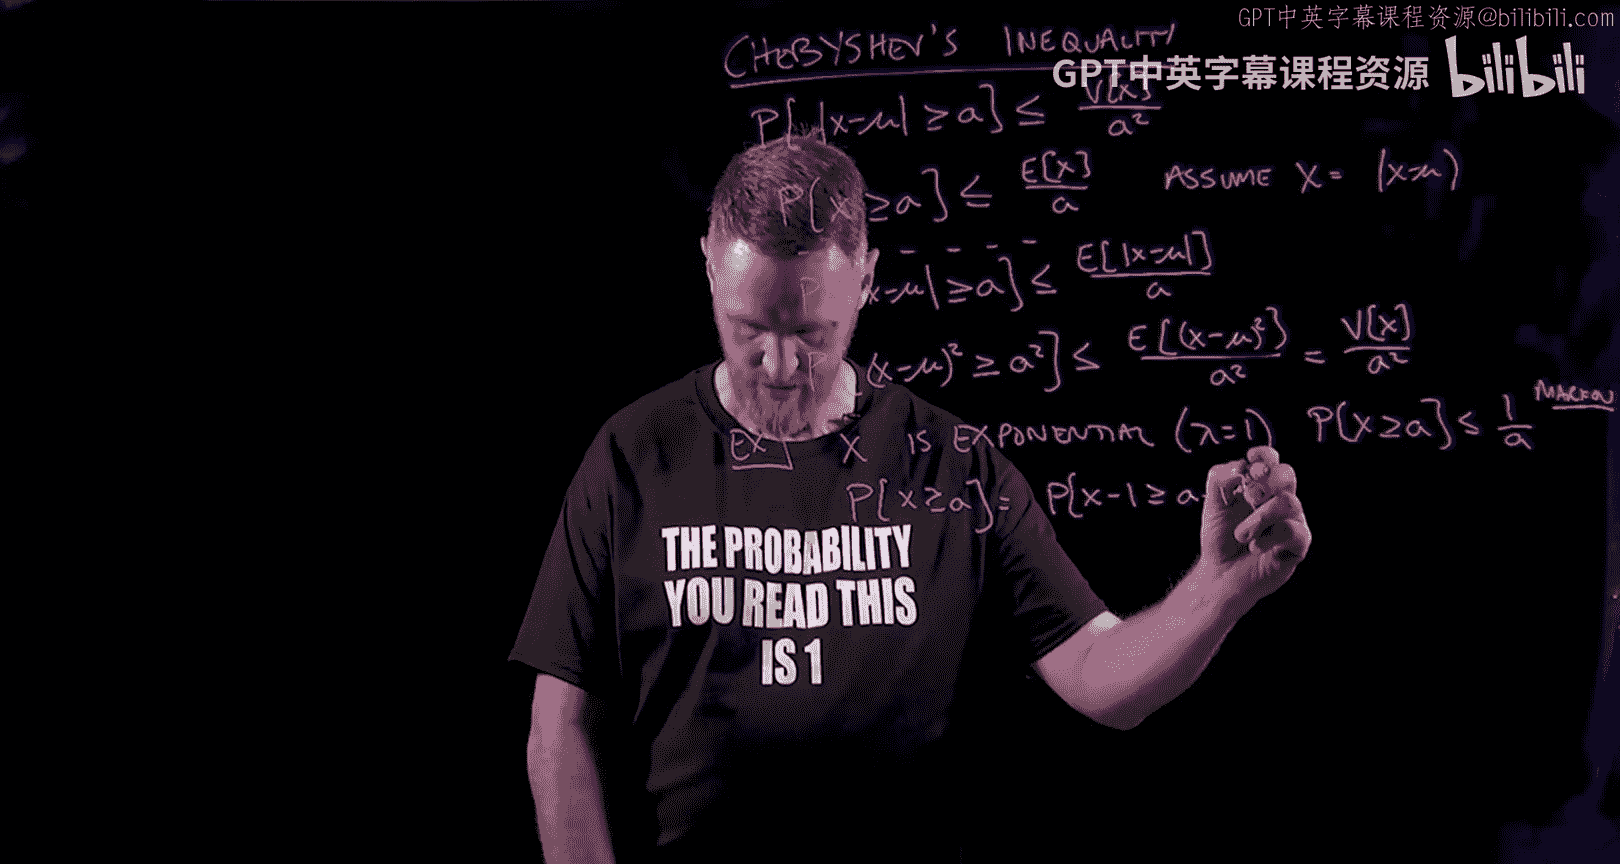 GPT中英字幕课程资源@bilibili.com
CHEBYSHEV'S INEQUALITY
GPT中英字幕课程资源 bilibili
P[|x-μ| ≥ a] ≤ V[x]/a²
P[x ≥ a] ≤ E[x]/a ASSUME X = |x-μ|
P[|x-μ| ≥ a] ≤ E[|x-μ|]/a
P[(x-μ)² ≥ a²] ≤ E[(x-μ)²]/a² = V[x]/a²
MARKOV
EX X IS EXPONENTIAL (λ=1) P[x ≥ a] ≤ 1/a
P[x ≥ a] = P[x-1 ≥ a-1
THE PROBABILITY
YOU READ THIS
IS 1